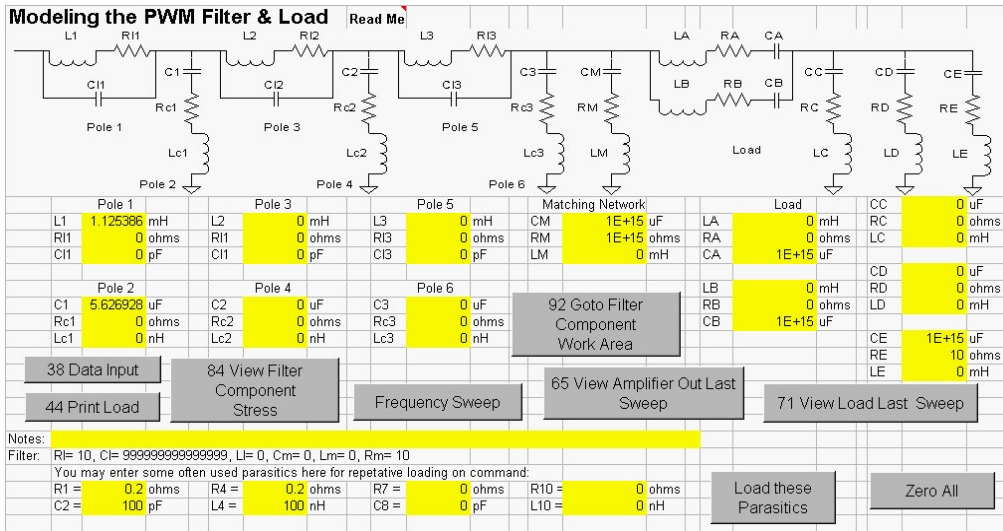 Modeling the PWM Filter & Load Read Me
L1 Rl1 L2 Rl2 L3 Rl3 LA RA CA
C1 C2 C3 CM CC CD CE
Cl1 Cl2 Cl3 LB RB CB
Rc1 Rc2 Rc3 RM RC RD RE
Pole 1 Pole 3 Pole 5
Lc1 Lc2 Lc3 LM Load LC LD LE
Pole 2 Pole 4 Pole 6
Pole 1 Pole 3 Pole 5 Matching Network Load CC 0 uF
L1 1.125386 mH L2 0 mH L3 0 mH CM 1E+15 uF LA 0 mH RC 0 ohms
Rl1 0 ohms Rl1 0 ohms Rl3 0 ohms RM 1E+15 ohms RA 0 ohms LC 0 mH
Cl1 0 pF Cl1 0 pF Cl3 0 pF LM 0 mH CA 1E+15 uF
CD 0 uF
Pole 2 Pole 4 Pole 6 LB 0 mH RD 0 ohms
C1 5.626928 uF C2 0 uF C3 0 uF RB 0 ohms LD 0 mH
Rc1 0 ohms Rc2 0 ohms Rc3 0 ohms CB 1E+15 uF
Lc1 0 nH Lc2 0 nH Lc3 0 nH CE 1E+15 uF
RE 10 ohms
LE 0 mH
92 Goto Filter
Component
Work Area
38 Data Input
84 View Filter
Component
Stress
44 Print Load
Frequency Sweep
65 View Amplifier Out Last
Sweep
71 View Load Last Sweep
Notes:
Filter: Rl= 10, Cl= 999999999999999, Ll= 0, Cm= 0, Lm= 0, Rm= 10
You may enter some often used parasitics here for repetative loading on command:
R1 = 0.2 ohms R4 = 0.2 ohms R7 = 0 ohms R10 = 0 ohms
C2 = 100 pF L4 = 100 nH C8 = 0 pF L10 = 0 nH
Load these
Parasitics
Zero All